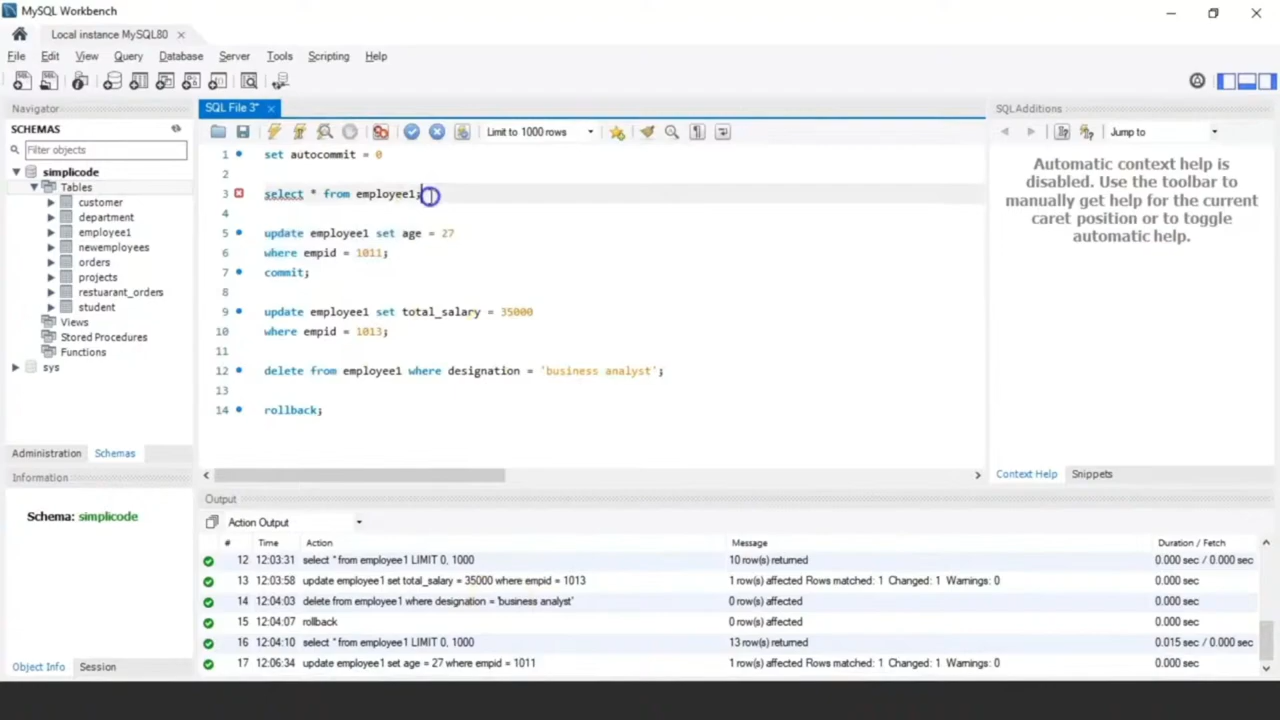 MySQL Workbench
Local instance MySQL80
File Edit View Query Database Server Tools Scripting Help
Navigator
SCHEMAS
Filter objects
simplicode
Tables
customer
department
employee1
newemployees
orders
projects
restuarant_orders
student
Views
Stored Procedures
Functions
sys
Administration Schemas
Information
Schema: simplicode
Object Info Session
SQL File 3*
Limit to 1000 rows
1 set autocommit = 0
2
3 select * from employee1;
4
5 update employee1 set age = 27
6 where empid = 1011;
7 commit;
8
9 update employee1 set total_salary = 35000
10 where empid = 1013;
11
12 delete from employee1 where designation = 'business analyst';
13
14 rollback;
SQLAdditions
Jump to
Automatic context help is
disabled. Use the toolbar to
manually get help for the current
caret position or to toggle
automatic help.
Context Help Snippets
Output
Action Output
# Time Action Message Duration / Fetch
12 12:03:31 select * from employee1 LIMIT 0, 1000 10 row(s) returned 0.000 sec / 0.000 sec
13 12:03:58 update employee1 set total_salary = 35000 where empid = 1013 1 row(s) affected Rows matched: 1 Changed: 1 Warnings: 0 0.000 sec
14 12:04:03 delete from employee1 where designation = 'business analyst' 0 row(s) affected 0.000 sec
15 12:04:07 rollback 0 row(s) affected 0.000 sec
16 12:04:10 select * from employee1 LIMIT 0, 1000 13 row(s) returned 0.015 sec / 0.000 sec
17 12:06:34 update employee1 set age = 27 where empid = 1011 1 row(s) affected Rows matched: 1 Changed: 1 Warnings: 0 0.000 sec